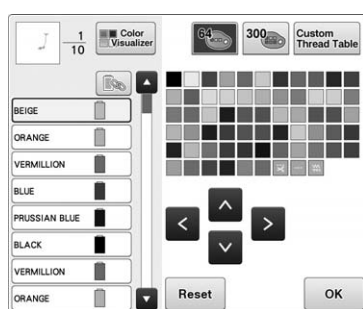 1
10
Color
Visualizer
64
300
Custom
Thread Table
BEIGE
ORANGE
VERMILLION
BLUE
PRUSSIAN BLUE
BLACK
VERMILLION
ORANGE
Reset
OK